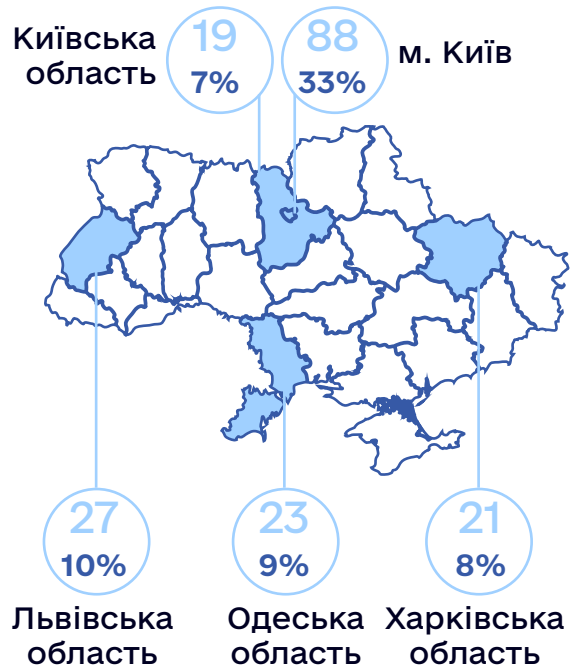 Київська
область
19
7%
88
33%
м. Київ
27
10%
Львівська
область
23
9%
Одеська
область
21
8%
Харківська
область